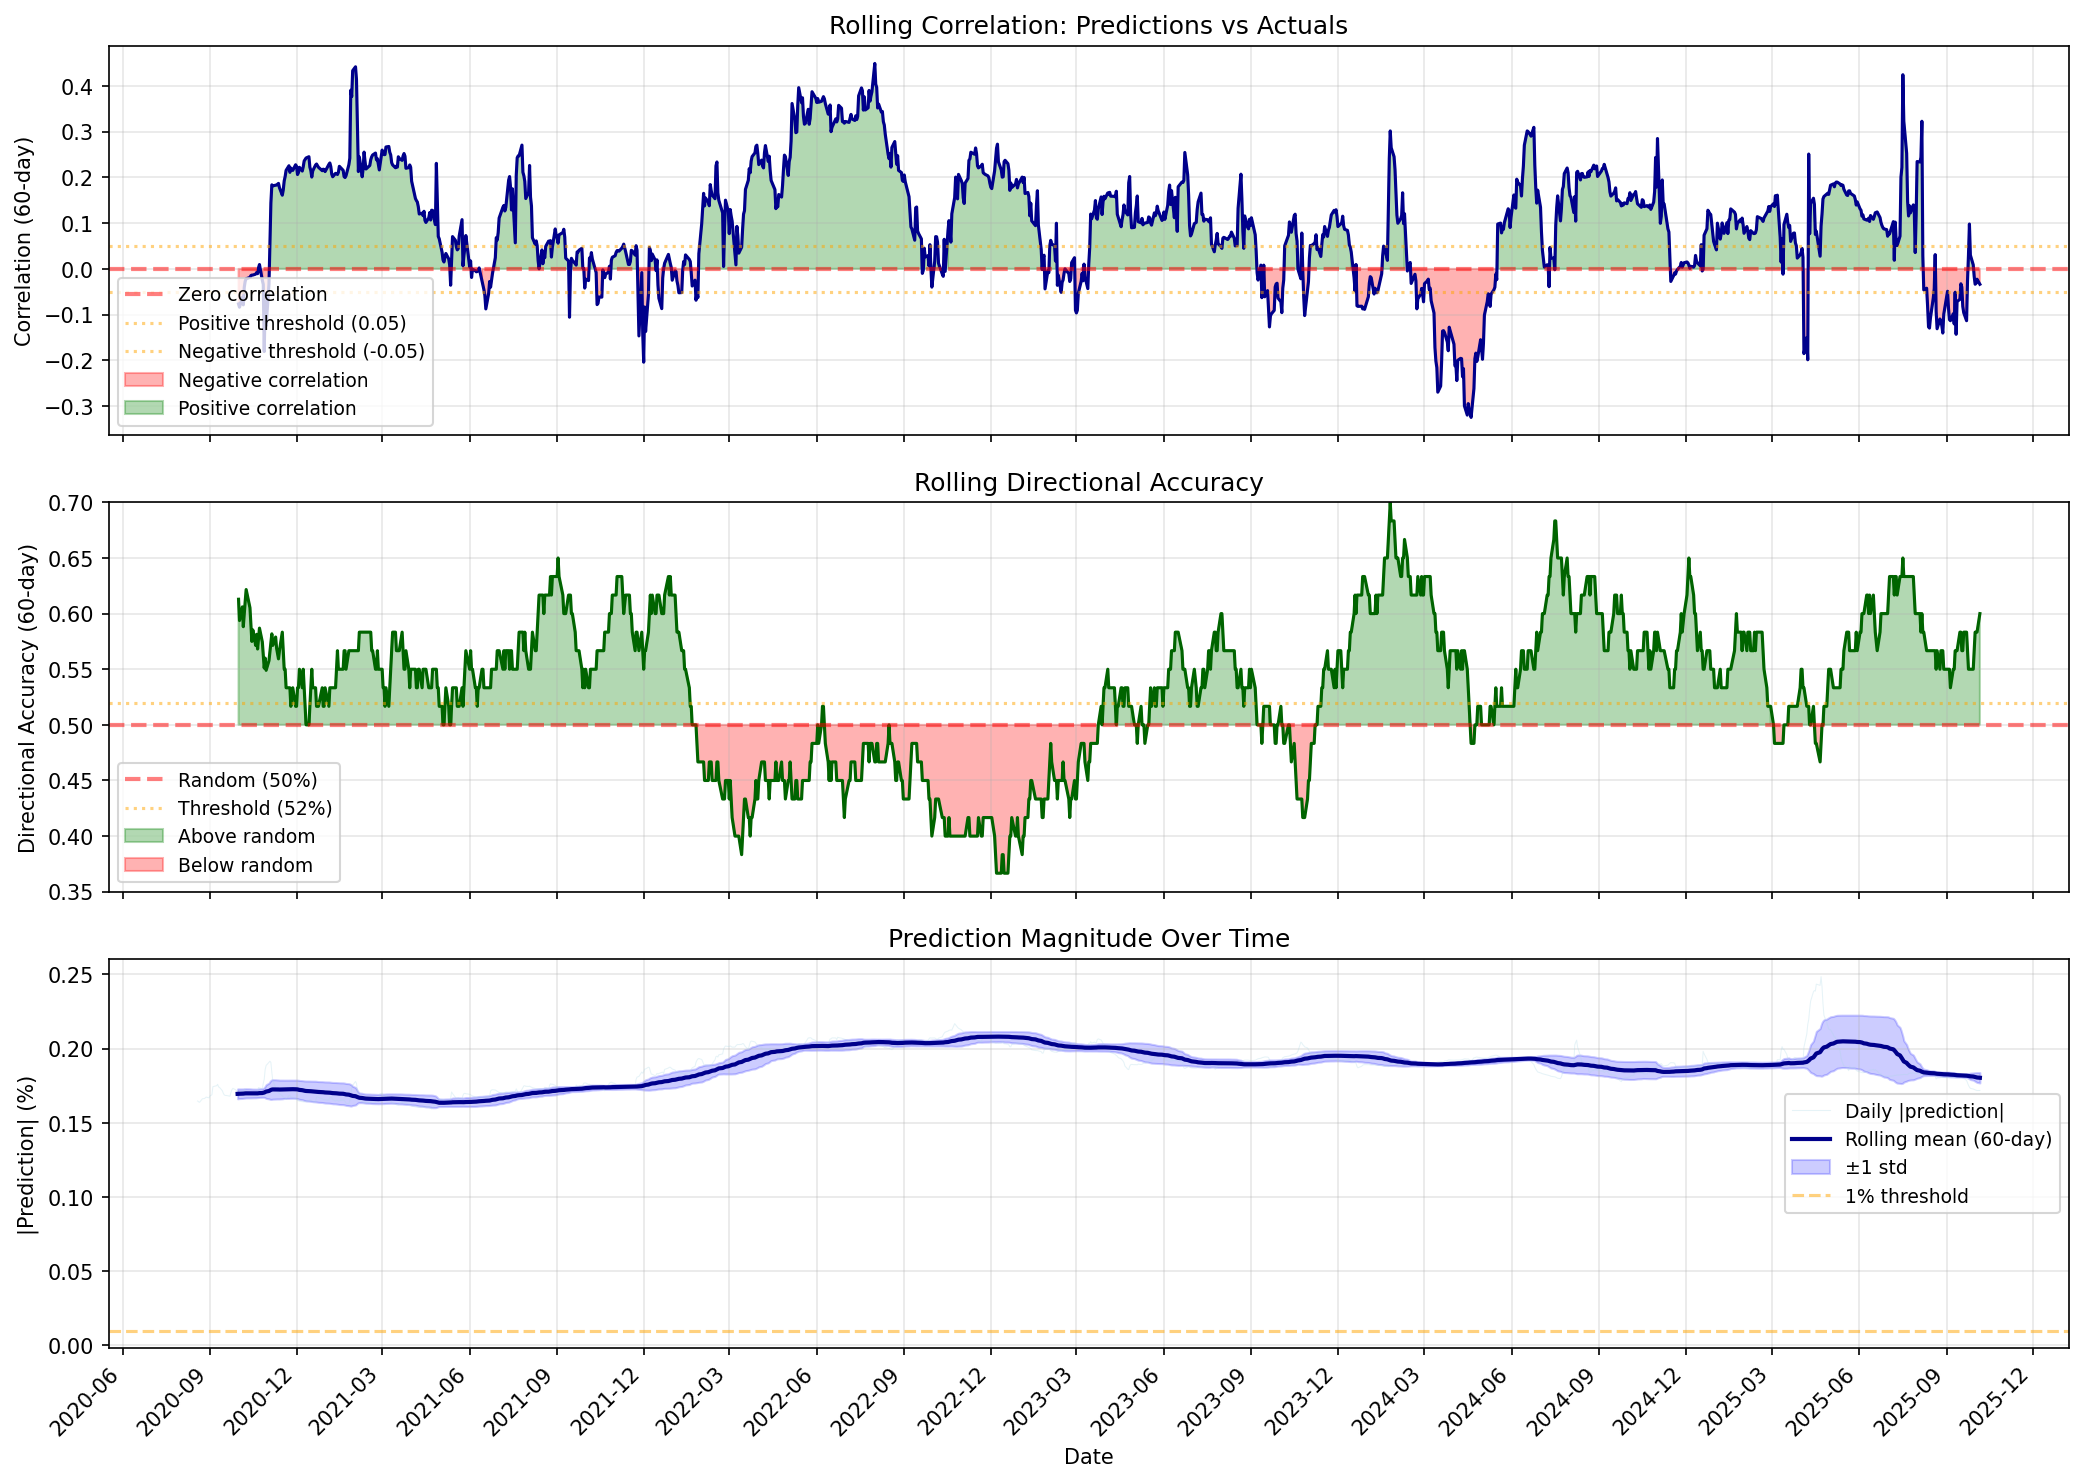 Rolling Correlation: Predictions vs Actuals
Correlation (60-day)
0.4
0.3
0.2
0.1
0.0
−0.1
−0.2
−0.3
Zero correlation
Positive threshold (0.05)
Negative threshold (-0.05)
Negative correlation
Positive correlation
Rolling Directional Accuracy
Directional Accuracy (60-day)
0.70
0.65
0.60
0.55
0.50
0.45
0.40
0.35
Random (50%)
Threshold (52%)
Above random
Below random
Prediction Magnitude Over Time
|Prediction| (%)
0.25
0.20
0.15
0.10
0.05
0.00
Daily |prediction|
Rolling mean (60-day)
±1 std
1% threshold
2020-06
2020-09
2020-12
2021-03
2021-06
2021-09
2021-12
2022-03
2022-06
2022-09
2022-12
2023-03
2023-06
2023-09
2023-12
2024-03
2024-06
2024-09
2024-12
2025-03
2025-06
2025-09
2025-12
Date